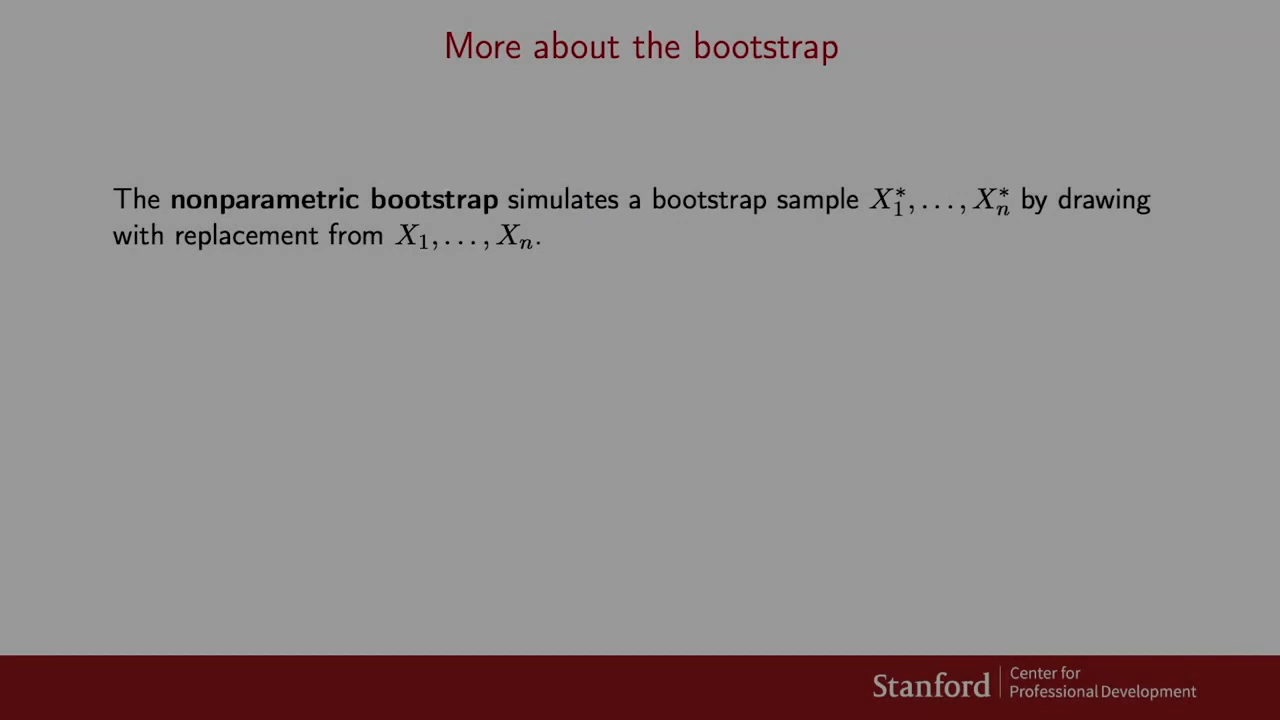 More about the bootstrap
The nonparametric bootstrap simulates a bootstrap sample X₁*, . . . , Xₙ* by drawing
with replacement from X₁, . . . , Xₙ.
Stanford
Center for
Professional Development